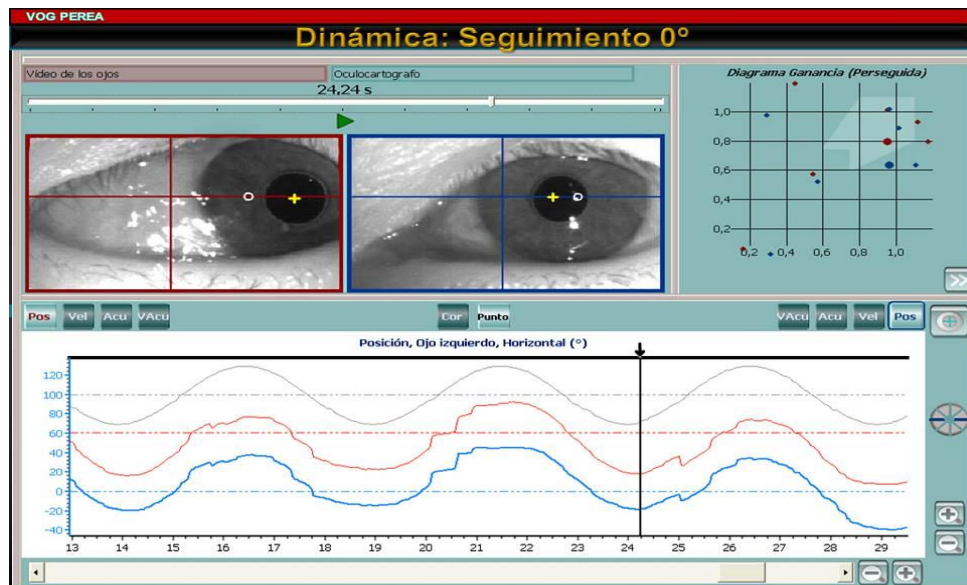 VOG PEREA
Dinámica: Seguimiento 0º
Vídeo de los ojos
Oculocartografo
24,24 s
Diagrama Ganancia (Perseguida)
1,0
0,8
0,6
0,4
0,2
0,2 0,4 0,6 0,8 1,0
>>
Pos Vel Acu VAcu Cor Punto VAcu Acu Vel Pos
Posición, Ojo izquierdo, Horizontal (°)
120
100
80
60
40
20
0
-20
-40
13 14 15 16 17 18 19 20 21 22 23 24 25 26 27 28 29